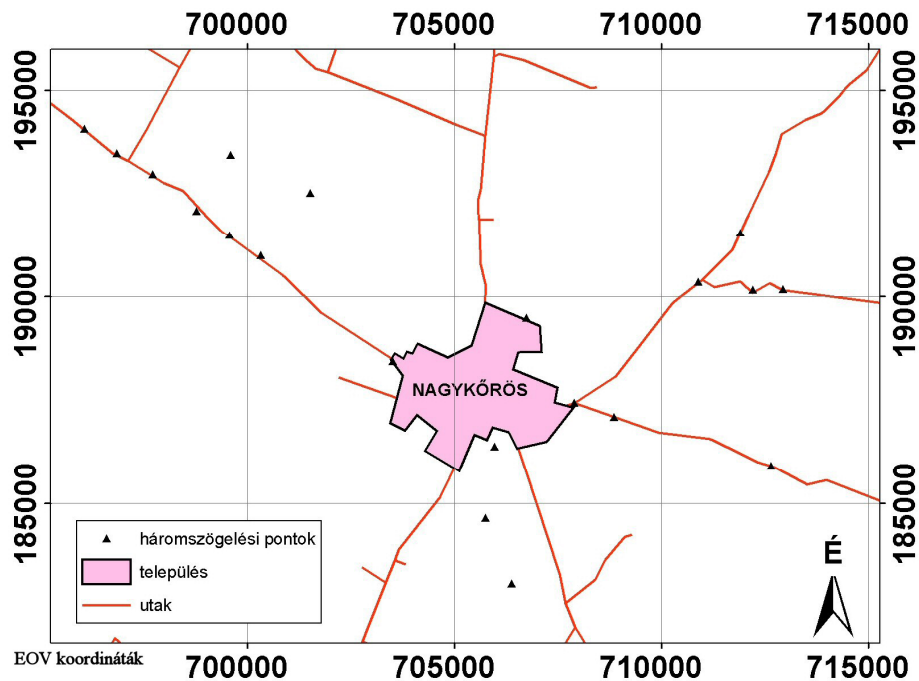 700000 705000 710000 715000
195000 195000
190000 190000
NAGYKŐRÖS
185000 185000
háromszögelési pontok
település
utak
É
EOV koordináták
700000 705000 710000 715000